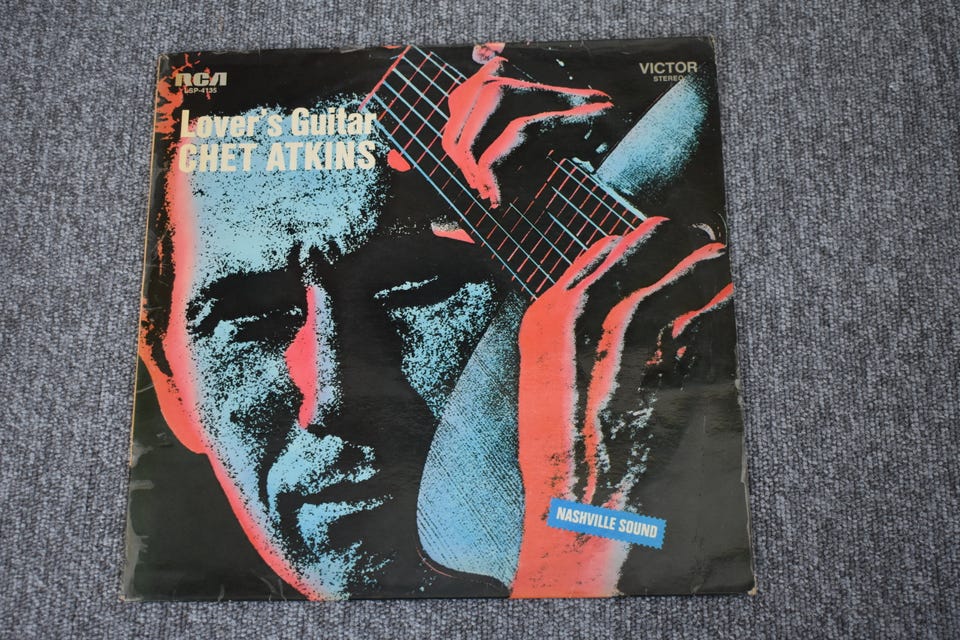 RCA
LSP-4135
VICTOR
STEREO
Lover's Guitar
CHET ATKINS
NASHVILLE SOUND